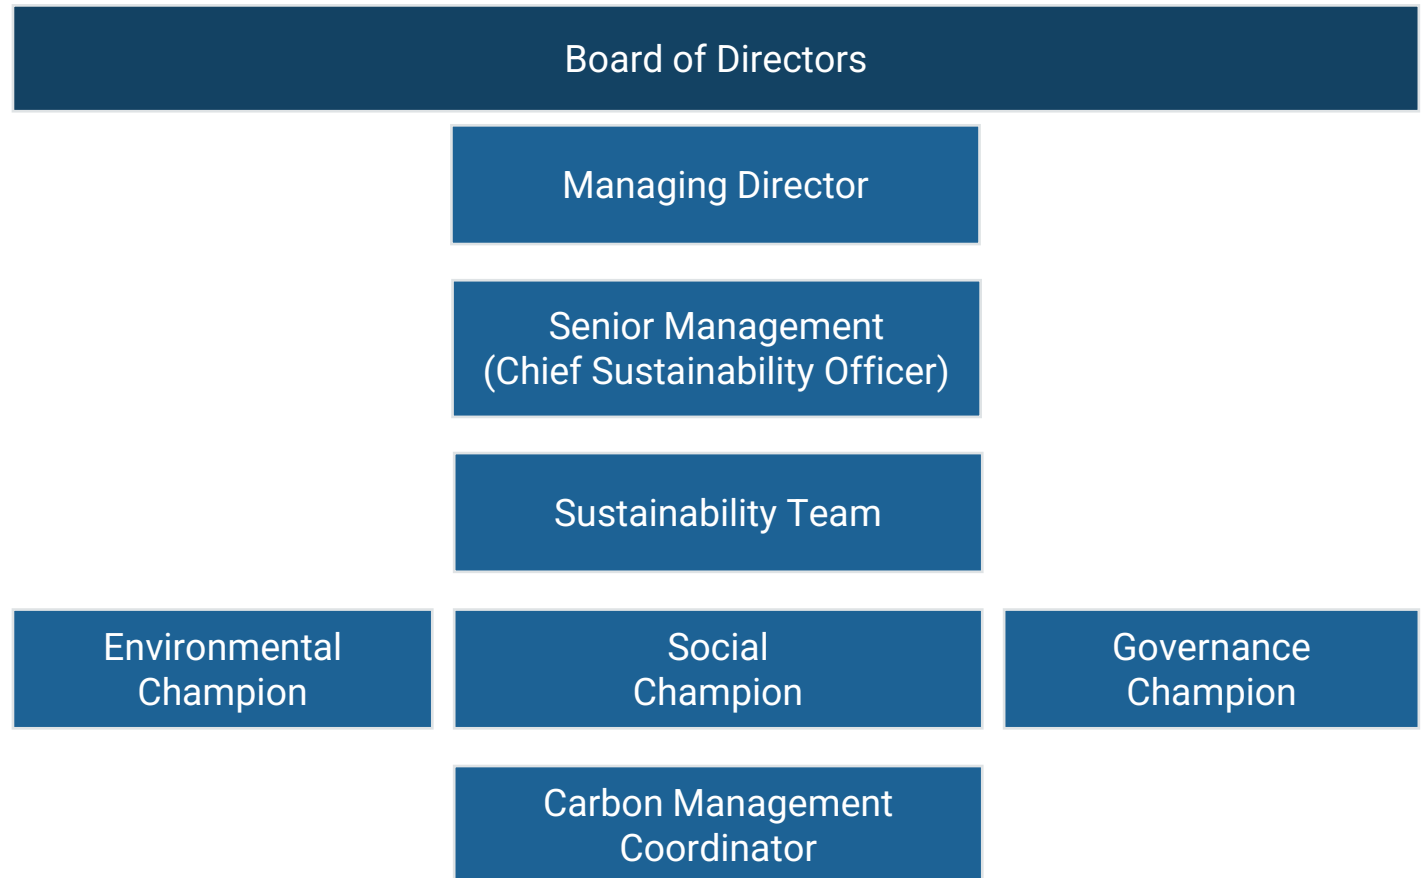 Board of Directors
Managing Director
Senior Management
(Chief Sustainability Officer)
Sustainability Team
Environmental
Champion
Social
Champion
Governance
Champion
Carbon Management
Coordinator